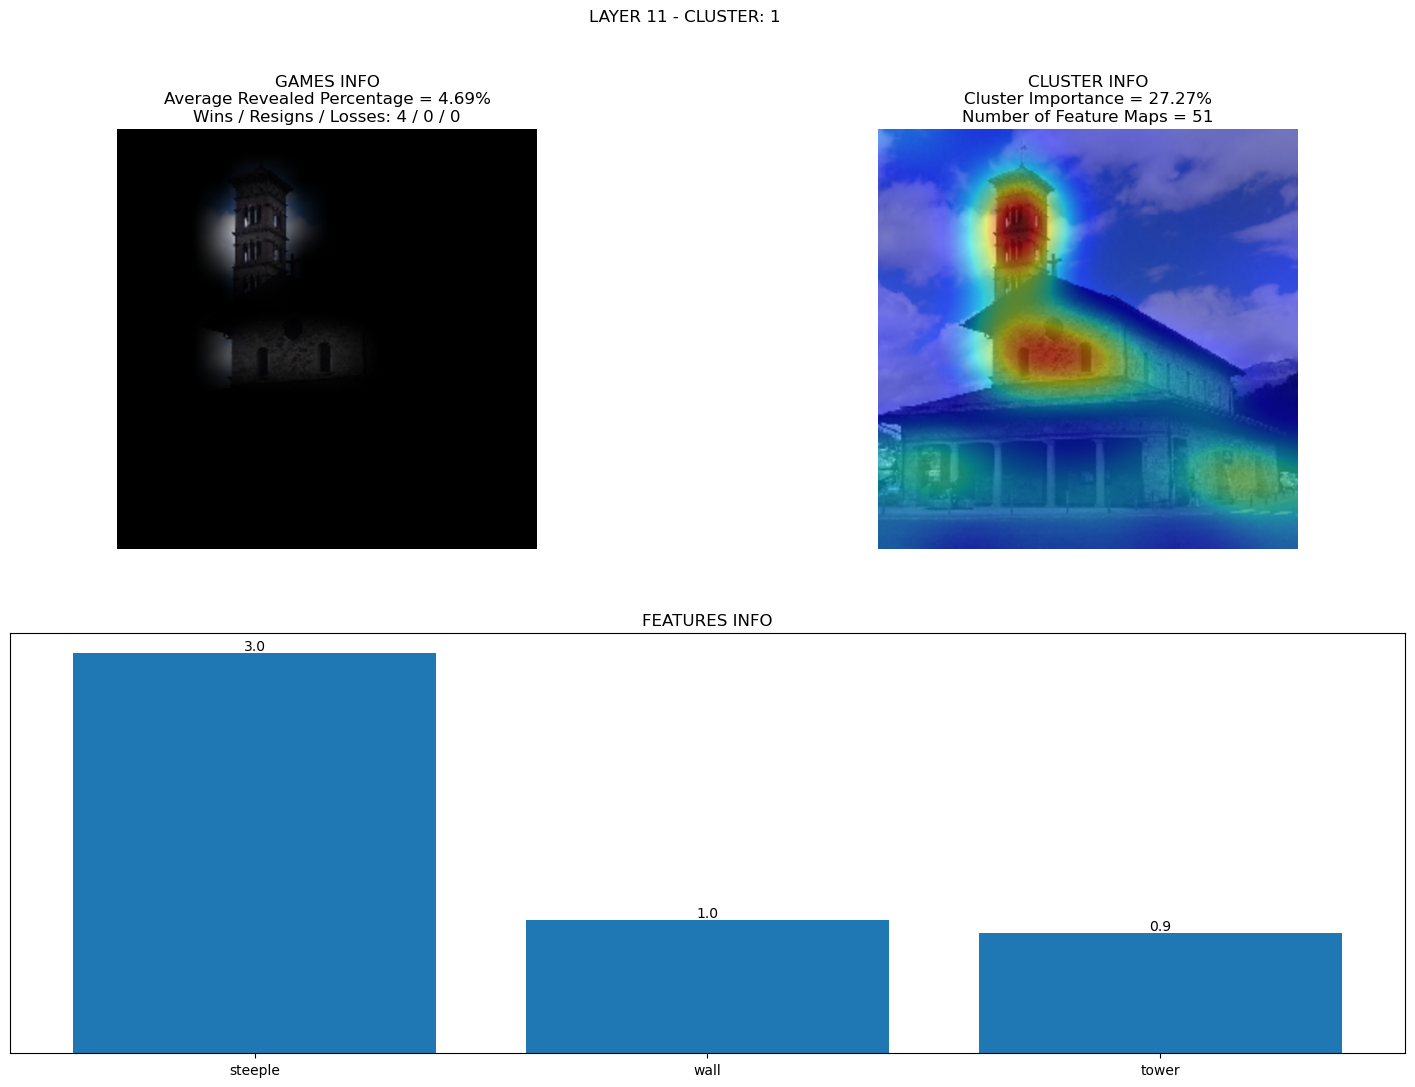 LAYER 11 - CLUSTER: 1
GAMES INFO
Average Revealed Percentage = 4.69%
Wins / Resigns / Losses: 4 / 0 / 0
CLUSTER INFO
Cluster Importance = 27.27%
Number of Feature Maps = 51
FEATURES INFO
3.0
1.0
0.9
steeple
wall
tower